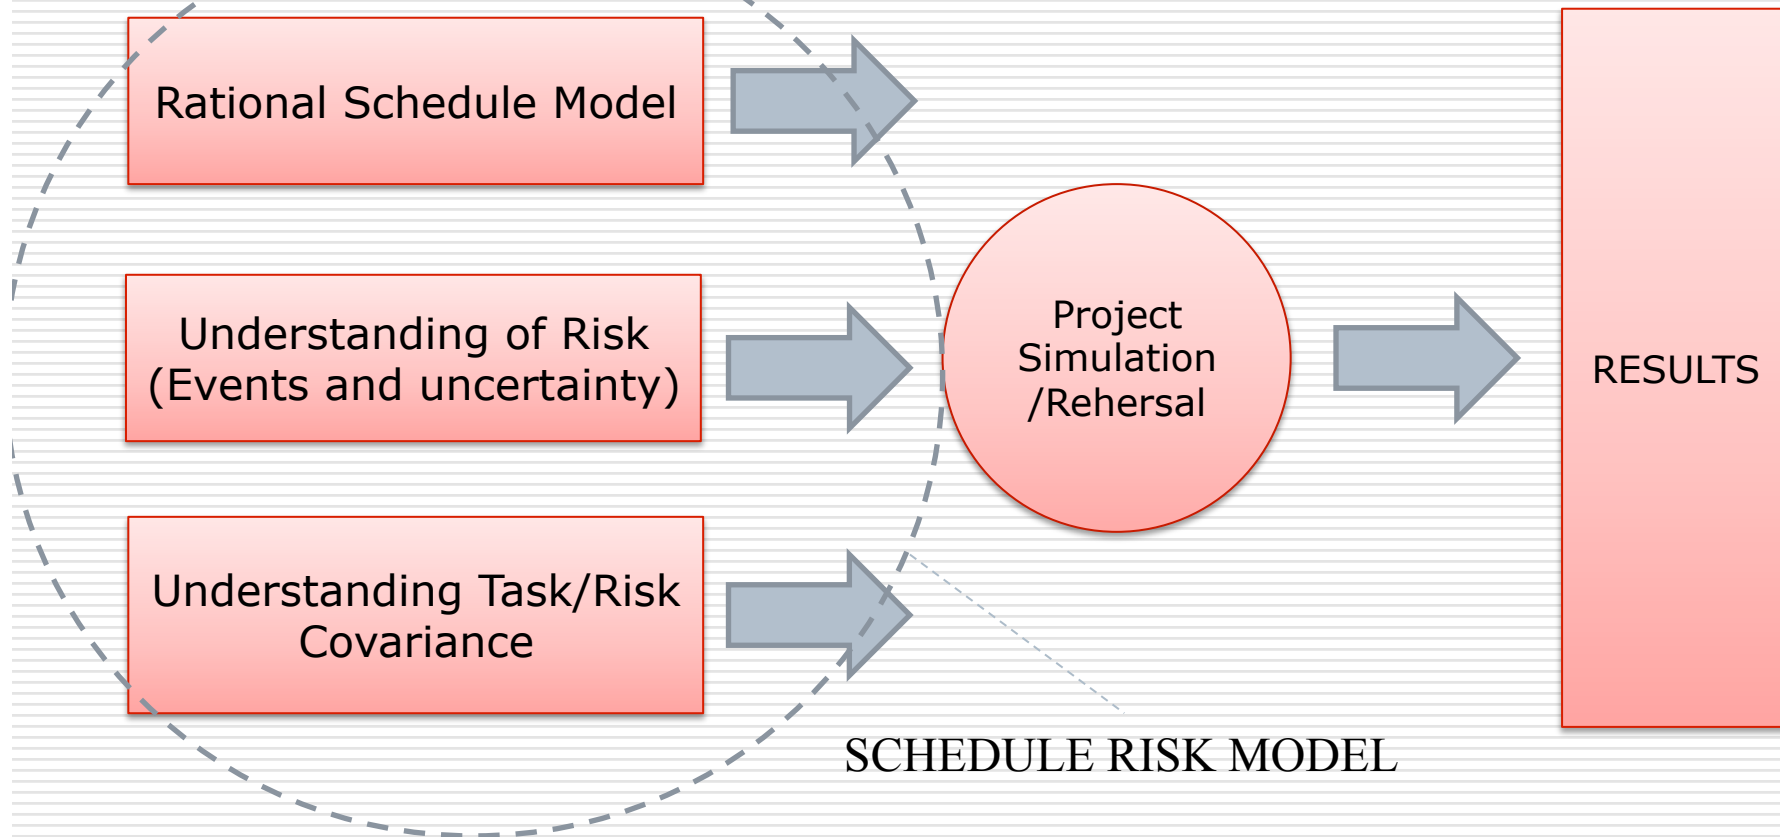 Rational Schedule Model
Understanding of Risk
(Events and uncertainty)
Understanding Task/Risk
Covariance
Project
Simulation
/Rehersal
RESULTS
SCHEDULE RISK MODEL